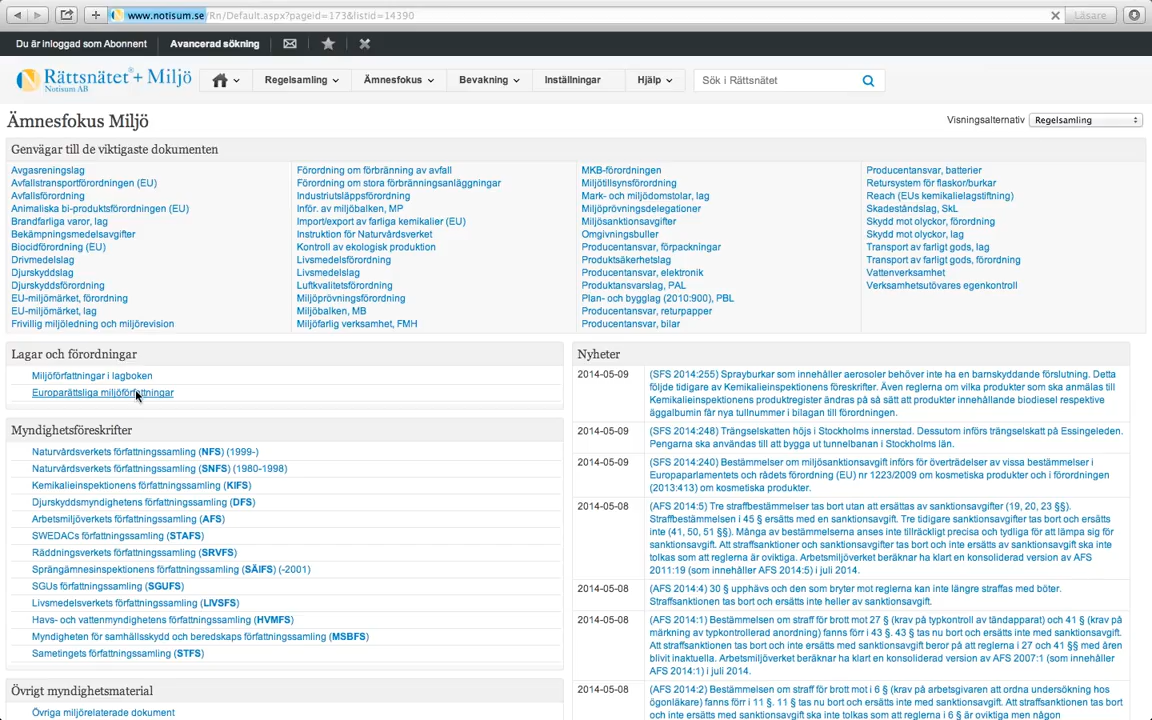 www.notisum.se/Rn/Default.aspx?pageid=173&listid=14390
Läsare
Du är inloggad som Abonnent
Avancerad sökning
Rättsnätet®+ Miljö
Notisum AB
Regelsamling
Ämnesfokus
Bevakning
Inställningar
Hjälp
Sök i Rättsnätet
Ämnesfokus Miljö
Visningsalternativ
Regelsamling
Genvägar till de viktigaste dokumenten
Avgasreningslag
Avfallstransportförordningen (EU)
Avfallsförordning
Animaliska bi-produktsförordningen (EU)
Brandfarliga varor, lag
Bekämpningsmedelsavgifter
Biocidförordning (EU)
Drivmedelslag
Djurskyddslag
Djurskyddsförordning
EU-miljömärket, förordning
EU-miljömärket, lag
Frivillig miljöledning och miljörevision
Förordning om förbränning av avfall
Förordning om stora förbränningsanläggningar
Industriutsläppsförordning
Inför. av miljöbalken, MP
Import/export av farliga kemikalier (EU)
Instruktion för Naturvårdsverket
Kontroll av ekologisk produktion
Livsmedelsförordning
Livsmedelslag
Luftkvalitetsförordning
Miljöprövningsförordning
Miljöbalken, MB
Miljöfarlig verksamhet, FMH
MKB-förordningen
Miljötillsynsförordning
Mark- och miljödomstolar, lag
Miljöprövningsdelegationer
Miljösanktionsavgifter
Omgivningsbuller
Producentansvar, förpackningar
Produktsäkerhetslag
Producentansvar, elektronik
Produktansvarslag, PAL
Plan- och bygglag (2010:900), PBL
Producentansvar, returpapper
Producentansvar, bilar
Producentansvar, batterier
Retursystem för flaskor/burkar
Reach (EUs kemikalielagstiftning)
Skadeståndslag, SkL
Skydd mot olyckor, förordning
Skydd mot olyckor, lag
Transport av farligt gods, lag
Transport av farligt gods, förordning
Vattenverksamhet
Verksamhetsutövares egenkontroll
Lagar och förordningar
Miljöförfattningar i lagboken
Europarättsliga miljöförfattningar
Myndighetsföreskrifter
Naturvårdsverkets författningssamling (NFS) (1999-)
Naturvårdsverkets författningssamling (SNFS) (1980-1998)
Kemikalieinspektionens författningssamling (KIFS)
Djurskyddsmyndighetens författningssamling (DFS)
Arbetsmiljöverkets författningssamling (AFS)
SWEDACs författningssamling (STAFS)
Räddningsverkets författningssamling (SRVFS)
Sprängämnesinspektionens författningssamling (SÄIFS) (-2001)
SGUs författningssamling (SGUFS)
Livsmedelsverkets författningssamling (LIVSFS)
Havs- och vattenmyndighetens författningssamling (HVMFS)
Myndigheten för samhällsskydd och beredskaps författningssamling (MSBFS)
Sametingets författningssamling (STFS)
Övrigt myndighetsmaterial
Övriga miljörelaterade dokument
Nyheter
2014-05-09
(SFS 2014:255) Sprayburkar som innehåller aerosoler behöver inte ha en barnskyddande förslutning. Detta
följde tidigare av Kemikalieinspektionens föreskrifter. Även reglerna om vilka produkter som ska anmälas till
Kemikalieinspektionens produktregister ändras på så sätt att produkter innehållande biodiesel respektive
äggalbumin får nya tullnummer i bilagan till förordningen.
2014-05-09
(SFS 2014:248) Trängselskatten höjs i Stockholms innerstad. Dessutom införs trängselskatt på Essingeleden.
Pengarna ska användas till att bygga ut tunnelbanan i Stockholms län.
2014-05-09
(SFS 2014:240) Bestämmelser om miljösanktionsavgift införs för överträdelser av vissa bestämmelser i
Europaparlamentets och rådets förordning (EU) nr 1223/2009 om kosmetiska produkter och i förordningen
(2013:413) om kosmetiska produkter.
2014-05-08
(AFS 2014:5) Tre straffbestämmelser tas bort utan att ersättas av sanktionsavgifter (19, 20, 23 §§).
Straffbestämmelsen i 45 § ersätts med en sanktionsavgift. Tre tidigare sanktionsavgifter tas bort och ersätts
inte (41, 50, 51 §§). Många av bestämmelserna anses inte tillräckligt precisa och tydliga för att lämpa sig för
sanktionsavgift. Att straffsanktioner och sanktionsavgifter tas bort och inte ersätts av sanktionsavgift ska inte
tolkas som att reglerna är oviktiga. Arbetsmiljöverket beräknar ha klart en konsoliderad version av AFS
2011:19 (som innehåller AFS 2014:5) i juli 2014.
2014-05-08
(AFS 2014:4) 30 § upphävs och den som bryter mot reglerna kan inte längre straffas med böter.
Straffsanktionen tas bort och ersätts inte heller av sanktionsavgift.
2014-05-08
(AFS 2014:1) Bestämmelsen om straff för brott mot 27 § (krav på typkontroll av tändapparat) och 41 § (krav på
märkning av typkontrollerad anordning) fanns förr i 43 §. 43 § tas nu bort och ersätts inte med sanktionsavgift.
Att straffsanktionen tas bort och inte ersätts med sanktionsavgift beror på att reglerna i 27 och 41 §§ med åren
blivit inaktuella. Arbetsmiljöverket beräknar ha klart en konsoliderad version av AFS 2007:1 (som innehåller
AFS 2014:1) i juli 2014.
2014-05-08
(AFS 2014:2) Bestämmelsen om straff för brott mot i 6 § (krav på arbetsgivaren att ordna undersökning hos
ögonläkare) fanns förr i 11 §. 11 § tas nu bort och ersätts inte med sanktionsavgift. Att straffsanktionen tas bort
och inte ersätts med sanktionsavgift ska inte tolkas som att reglerna i 6 § är oviktiga men någon